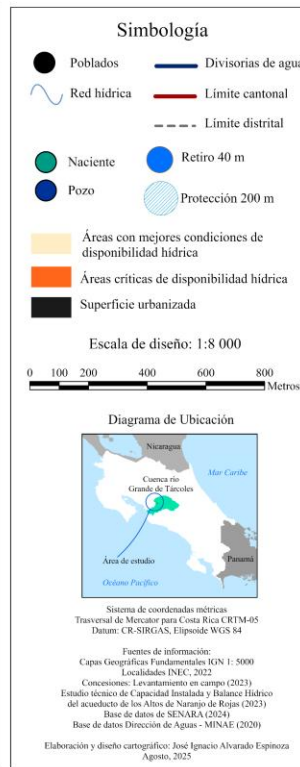 Simbología
Poblados
Divisorias de agua
Red hídrica
Límite cantonal
Límite distrital
Naciente
Retiro 40 m
Pozo
Protección 200 m
Áreas con mejores condiciones de
disponibilidad hídrica
Áreas críticas de disponibilidad hídrica
Superficie urbanizada
Escala de diseño: 1:8 000
0 100 200 400 600 800
Metros
Diagrama de Ubicación
Nicaragua
Mar Caribe
Cuenca río
Grande de Tárcoles
Área de estudio
Panamá
Océano Pacífico
Sistema de coordenadas métricas
Trasversal de Mercator para Costa Rica CRTM-05
Datum: CR-SIRGAS, Elipsoide WGS 84
Fuentes de información:
Capas Geográficas Fundamentales IGN 1: 5000
Localidades INEC, 2022
Concesiones: Levantamiento en campo (2023)
Estudio técnico de Capacidad Instalada y Balance Hídrico
del acueducto de los Altos de Naranjo de Rojas (2023)
Base de datos de SENARA (2024)
Base de datos Dirección de Aguas - MINAE (2020)
Elaboración y diseño cartográfico: José Ignacio Alvarado Espinoza
Agosto, 2025